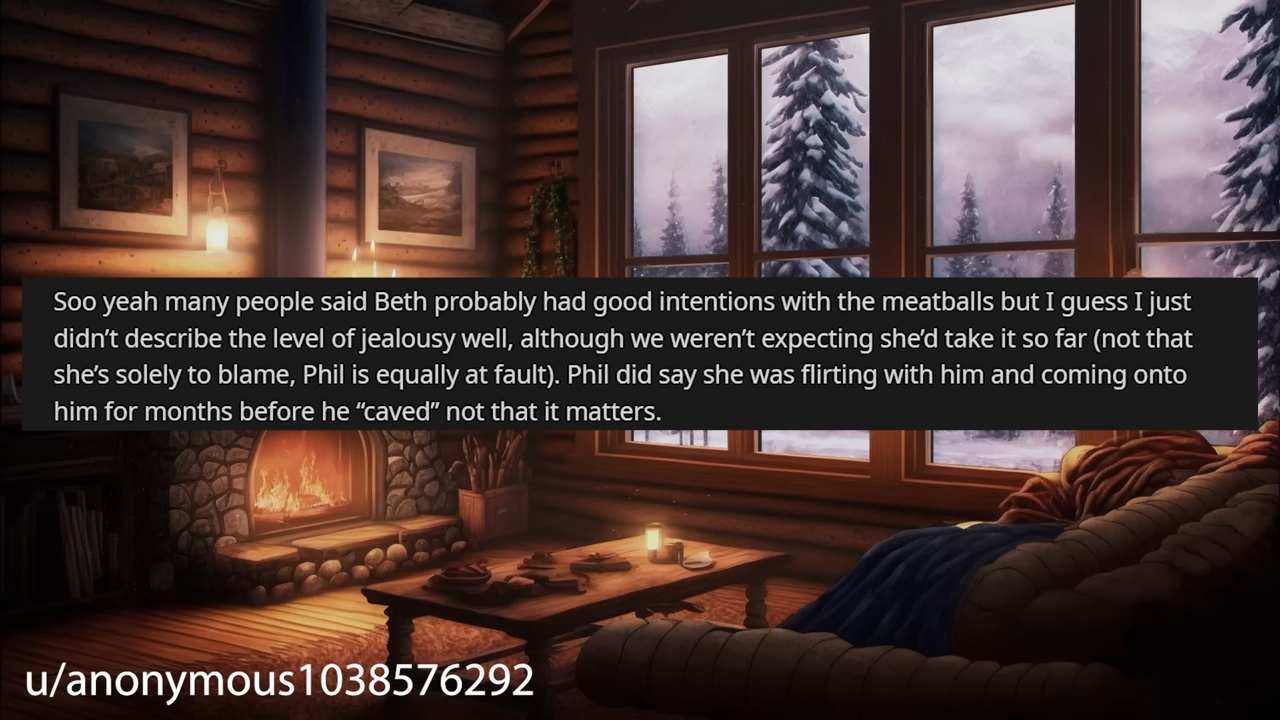 Soo yeah many people said Beth probably had good intentions with the meatballs but I guess I just
didn’t describe the level of jealousy well, although we weren’t expecting she’d take it so far (not that
she’s solely to blame, Phil is equally at fault). Phil did say she was flirting with him and coming onto
him for months before he “caved” not that it matters.
u/anonymous1038576292